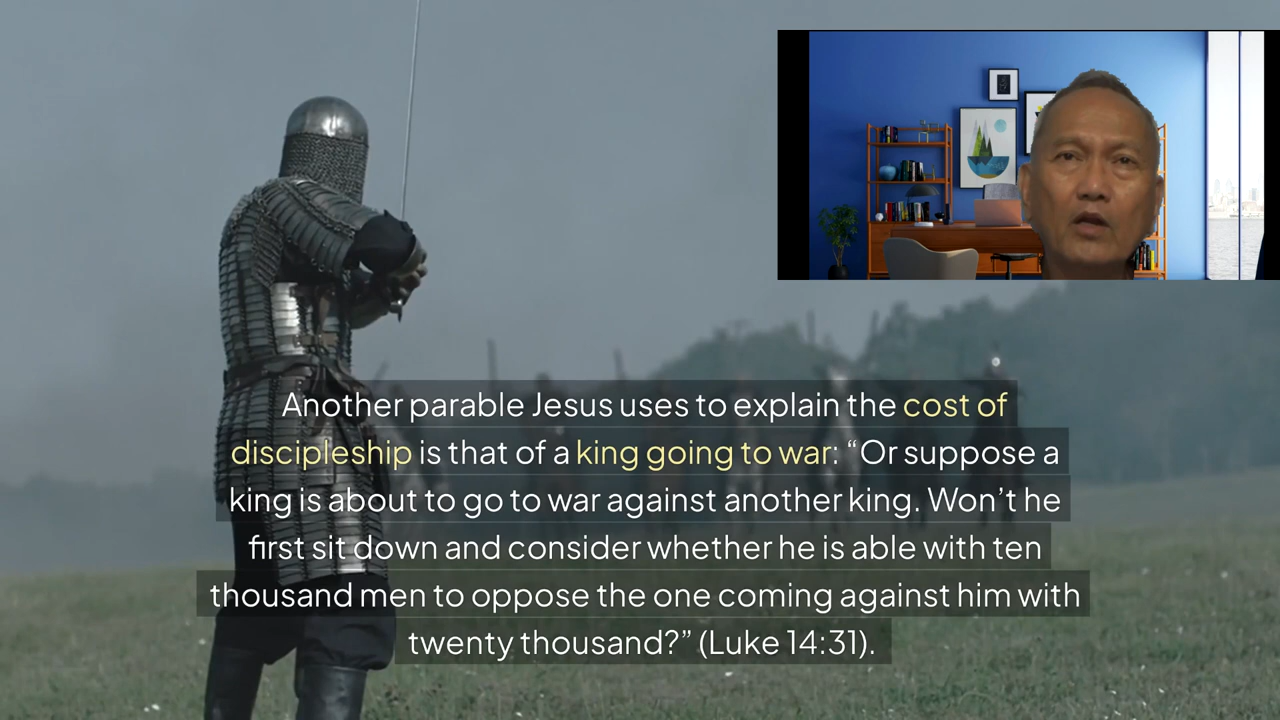 Another parable Jesus uses to explain the cost of
discipleship is that of a king going to war: “Or suppose a
king is about to go to war against another king. Won’t he
first sit down and consider whether he is able with ten
thousand men to oppose the one coming against him with
twenty thousand?” (Luke 14:31).